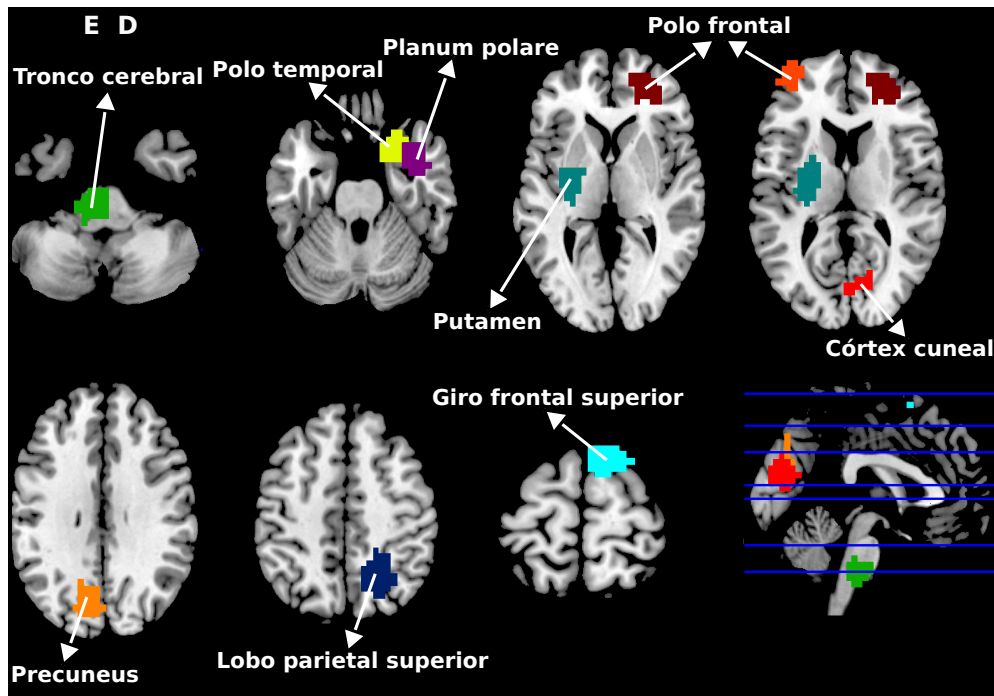 E D
Tronco cerebral
Polo temporal
Planum polare
Polo frontal
Putamen
Córtex cuneal
Giro frontal superior
Precuneus
Lobo parietal superior